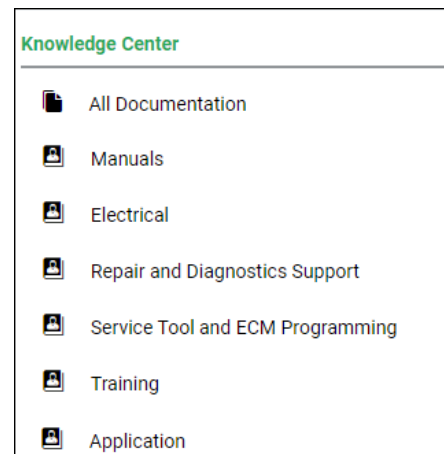 Knowledge Center
All Documentation
Manuals
Electrical
Repair and Diagnostics Support
Service Tool and ECM Programming
Training
Application